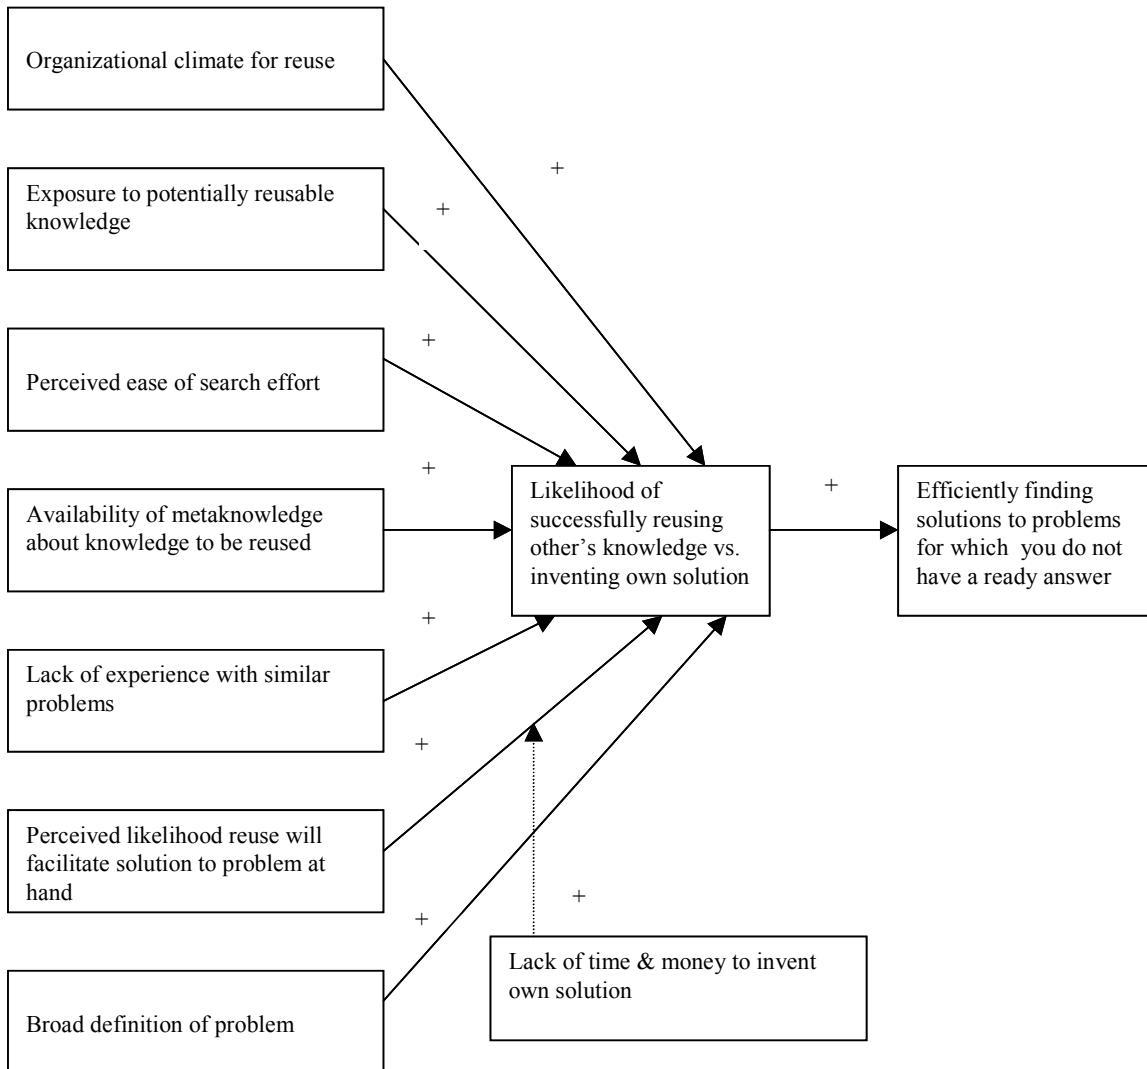 Organizational climate for reuse
+
Exposure to potentially reusable
knowledge
+
+
Perceived ease of search effort
+
Availability of metaknowledge
about knowledge to be reused
Likelihood of
successfully reusing
other's knowledge vs.
inventing own solution
+
Efficiently finding
solutions to problems
for which you do not
have a ready answer
+
Lack of experience with similar
problems
+
Perceived likelihood reuse will
facilitate solution to problem at
hand
+
+
Lack of time & money to invent
own solution
Broad definition of problem